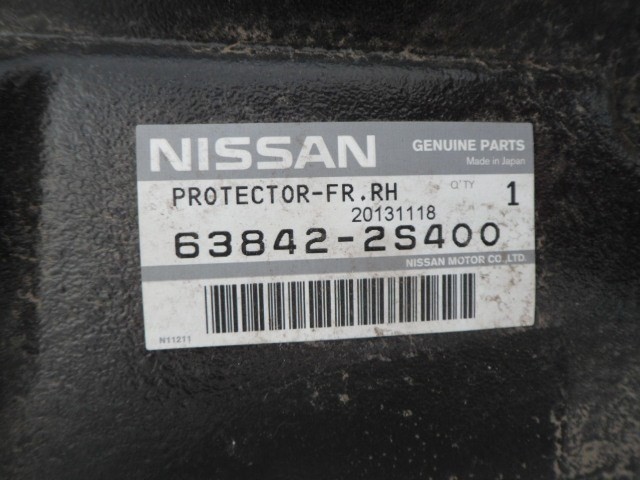 NISSAN GENUINE PARTS
Made in Japan
PROTECTOR-FR.RH Q'TY 1
20131118
63842-2S400
NISSAN MOTOR CO.,LTD.
N11211